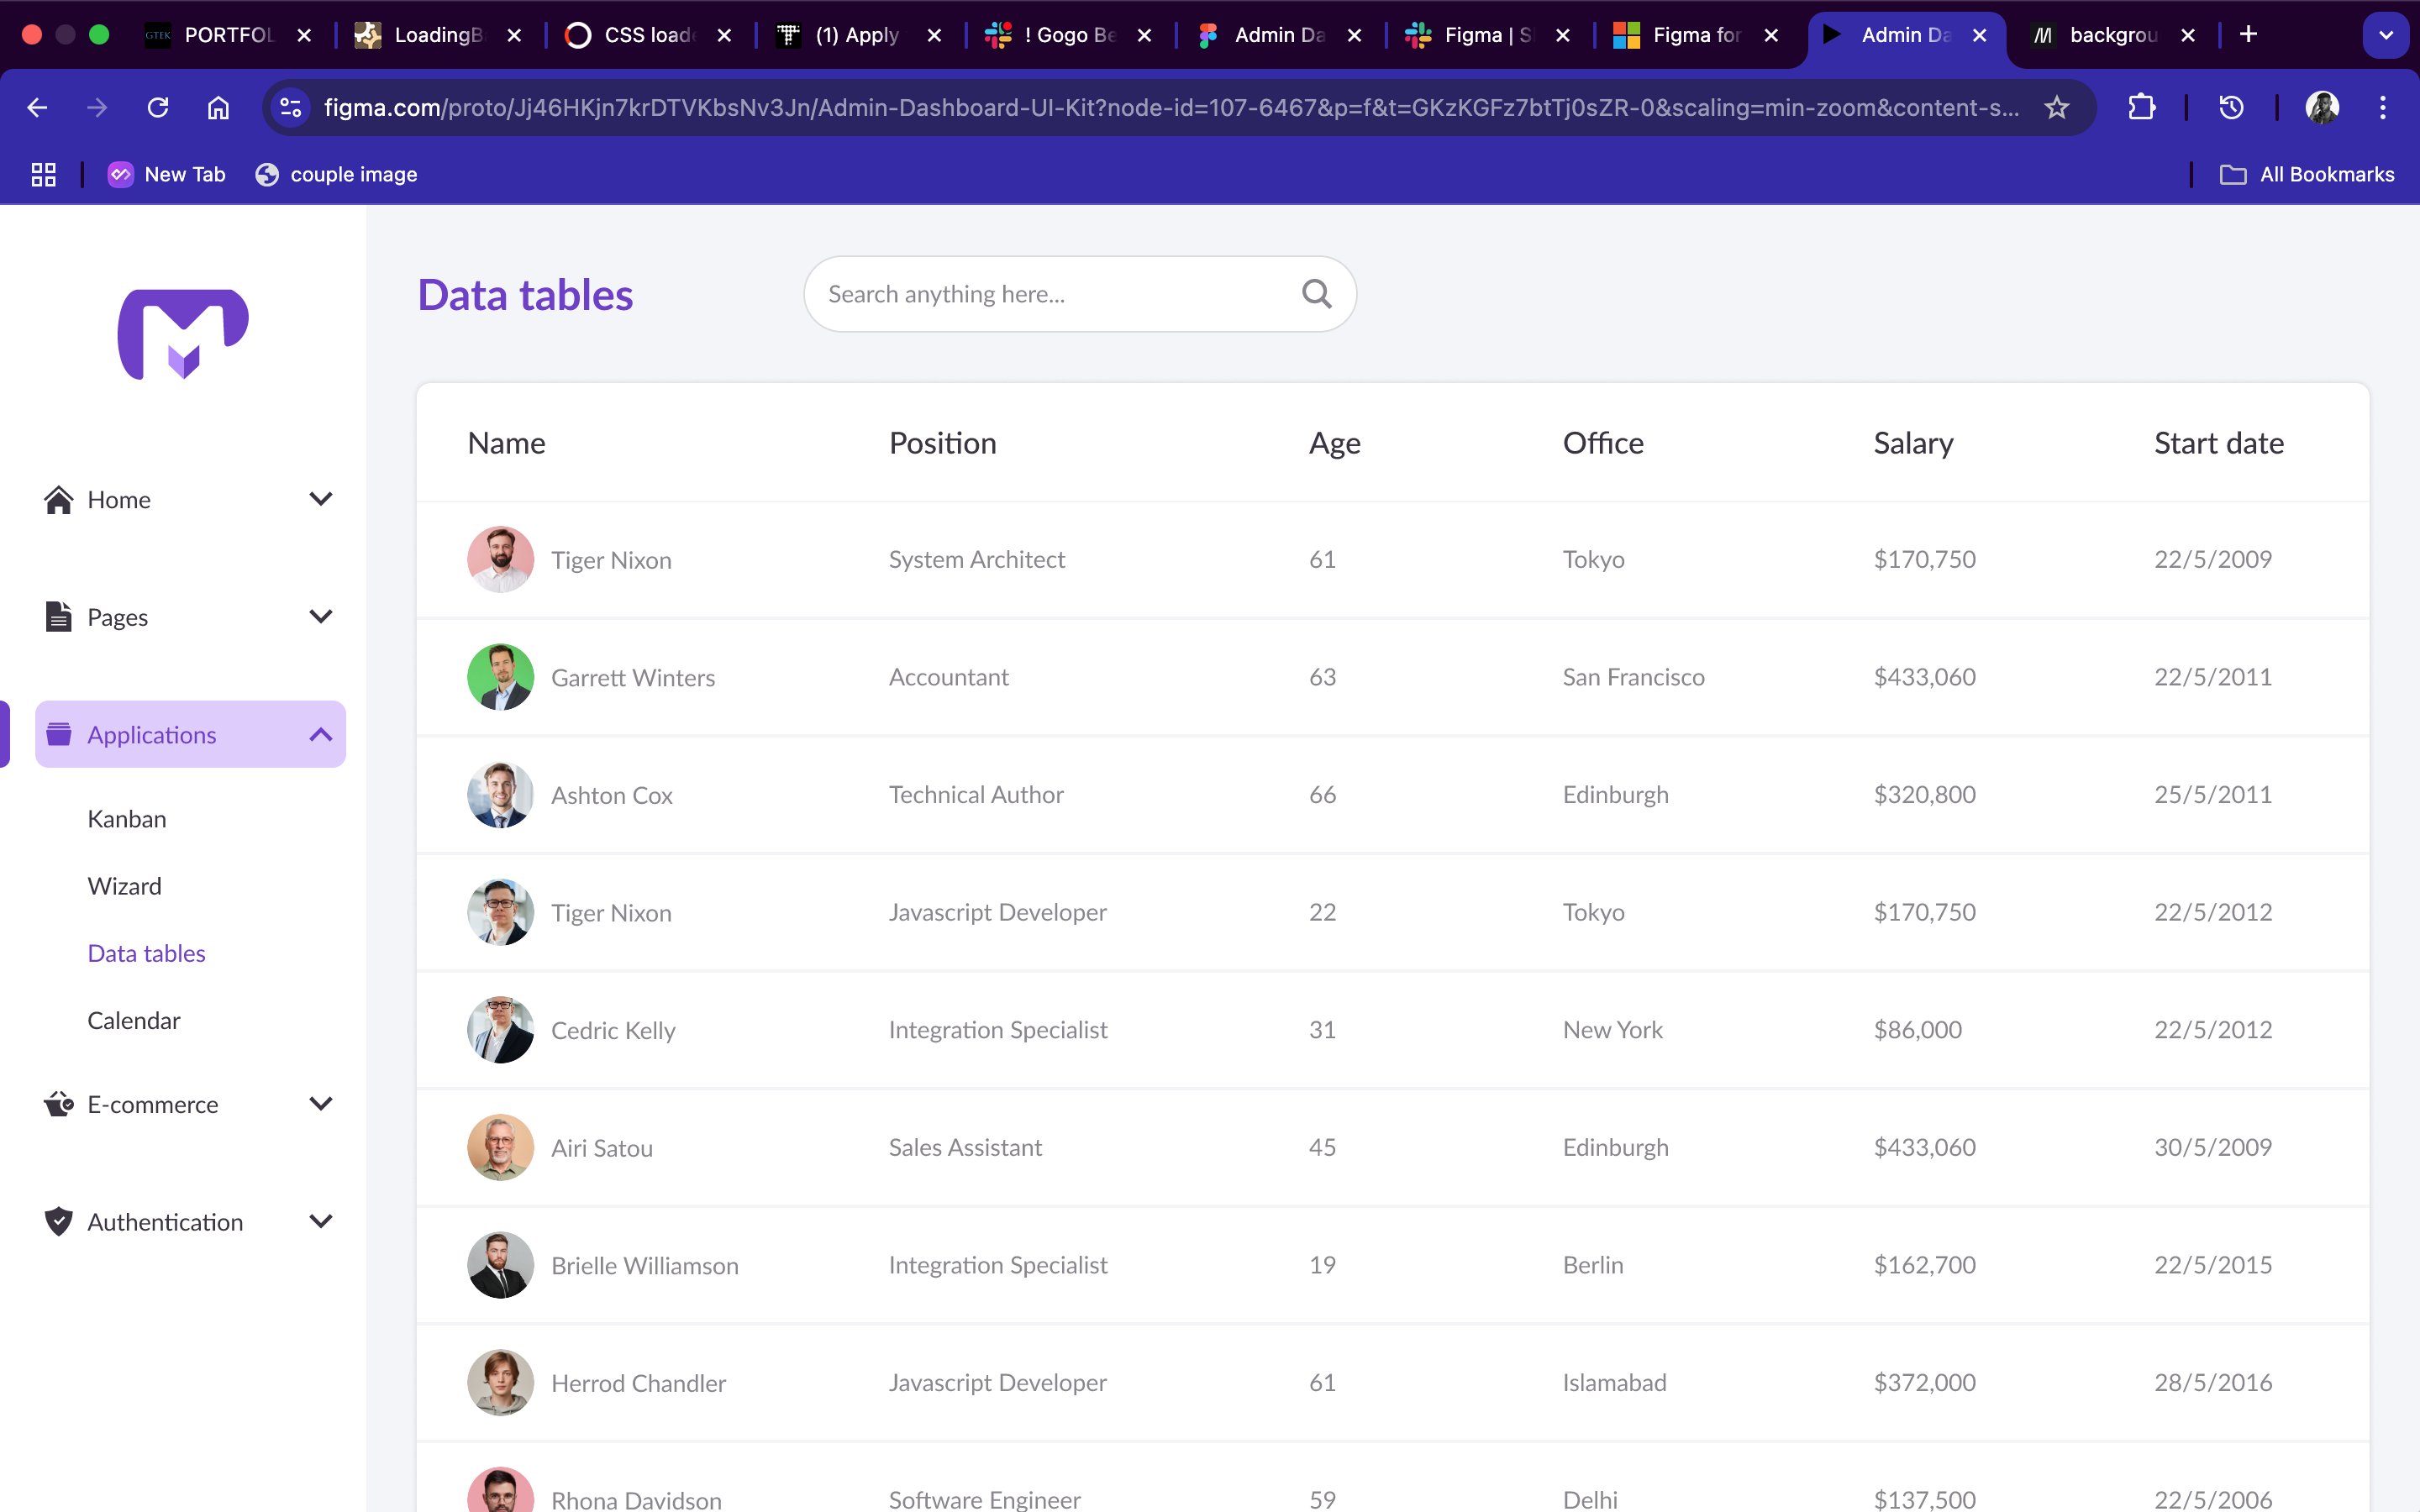 GTEK PORTFOL LoadingB CSS load (1) Apply ! Gogo Be Admin Da Figma | S Figma for Admin Da backgrou
figma.com/proto/Jj46HKjn7krDTVKbsNv3Jn/Admin-Dashboard-UI-Kit?node-id=107-6467&p=f&t=GKzKGFz7btTj0sZR-0&scaling=min-zoom&content-s...
New Tab couple image All Bookmarks
Data tables Search anything here...
Home
Pages
Applications
Kanban
Wizard
Data tables
Calendar
E-commerce
Authentication
Name Position Age Office Salary Start date
Tiger Nixon System Architect 61 Tokyo $170,750 22/5/2009
Garrett Winters Accountant 63 San Francisco $433,060 22/5/2011
Ashton Cox Technical Author 66 Edinburgh $320,800 25/5/2011
Tiger Nixon Javascript Developer 22 Tokyo $170,750 22/5/2012
Cedric Kelly Integration Specialist 31 New York $86,000 22/5/2012
Airi Satou Sales Assistant 45 Edinburgh $433,060 30/5/2009
Brielle Williamson Integration Specialist 19 Berlin $162,700 22/5/2015
Herrod Chandler Javascript Developer 61 Islamabad $372,000 28/5/2016
Rhona Davidson Software Engineer 59 Delhi $137,500 22/5/2006